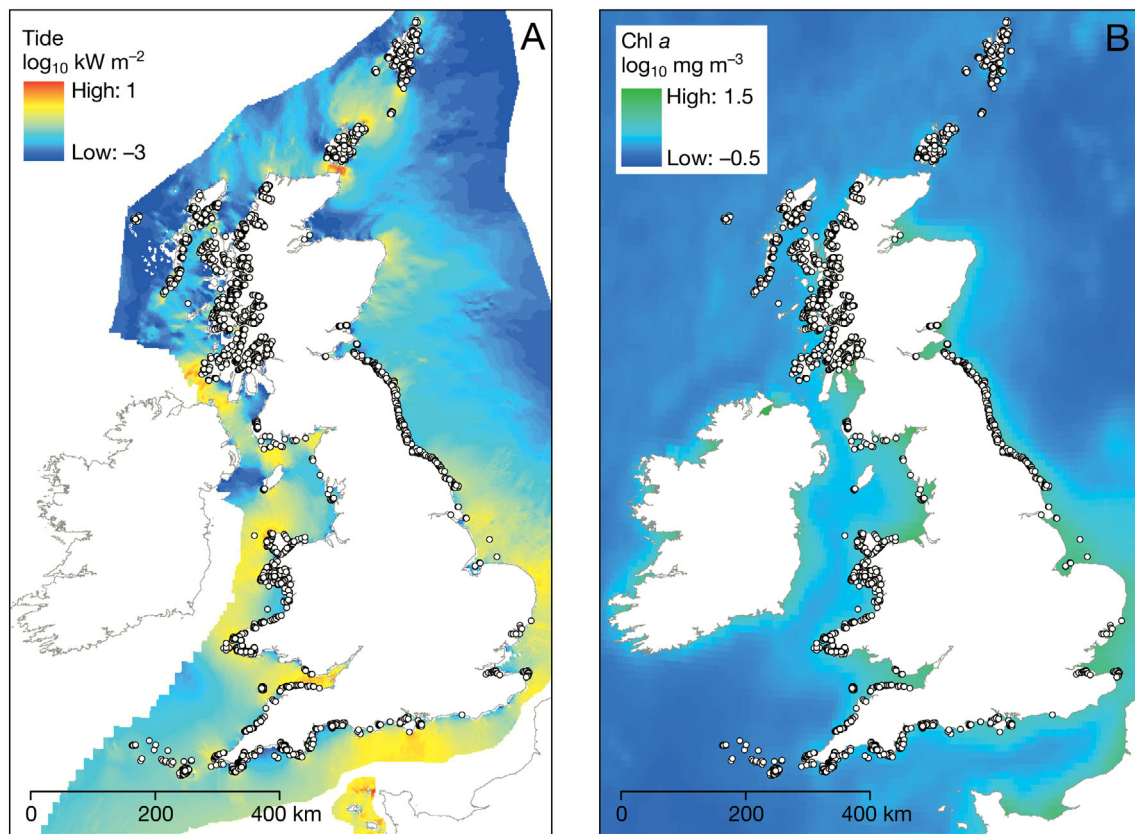 A
Tide
log₁₀ kW m⁻²
High: 1
Low: –3
0 200 400 km
B
Chl a
log₁₀ mg m⁻³
High: 1.5
Low: –0.5
0 200 400 km